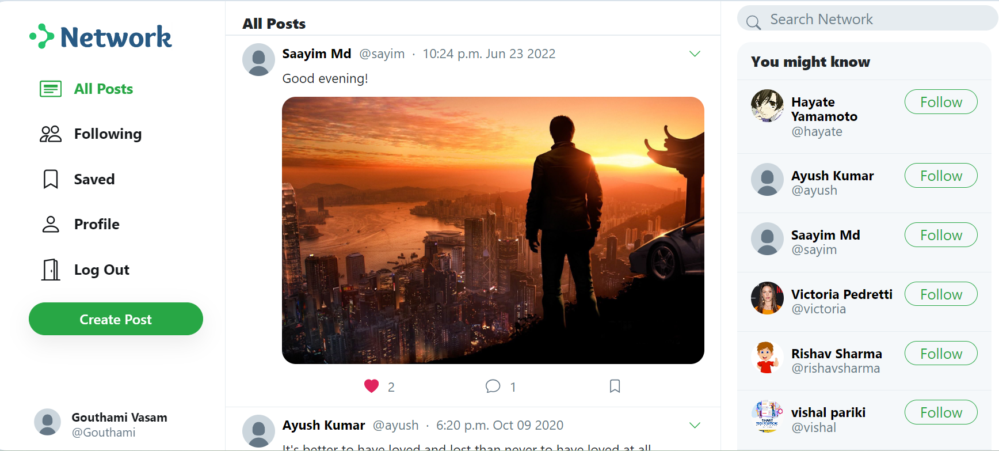 Network
All Posts
Following
Saved
Profile
Log Out
Create Post
Gouthami Vasam
@Gouthami
All Posts
Saayim Md @sayim · 10:24 p.m. Jun 23 2022
Good evening!
2 1
Ayush Kumar @ayush · 6:20 p.m. Oct 09 2020
It's better to have loved and lost than never to have loved at all
Search Network
You might know
Hayate
Yamamoto
@hayate
Follow
Ayush Kumar
@ayush
Follow
Saayim Md
@sayim
Follow
Victoria Pedretti
@victoria
Follow
Rishav Sharma
@rishavsharma
Follow
vishal pariki
@vishal
Follow
SMART
TECH SOLUTIONS